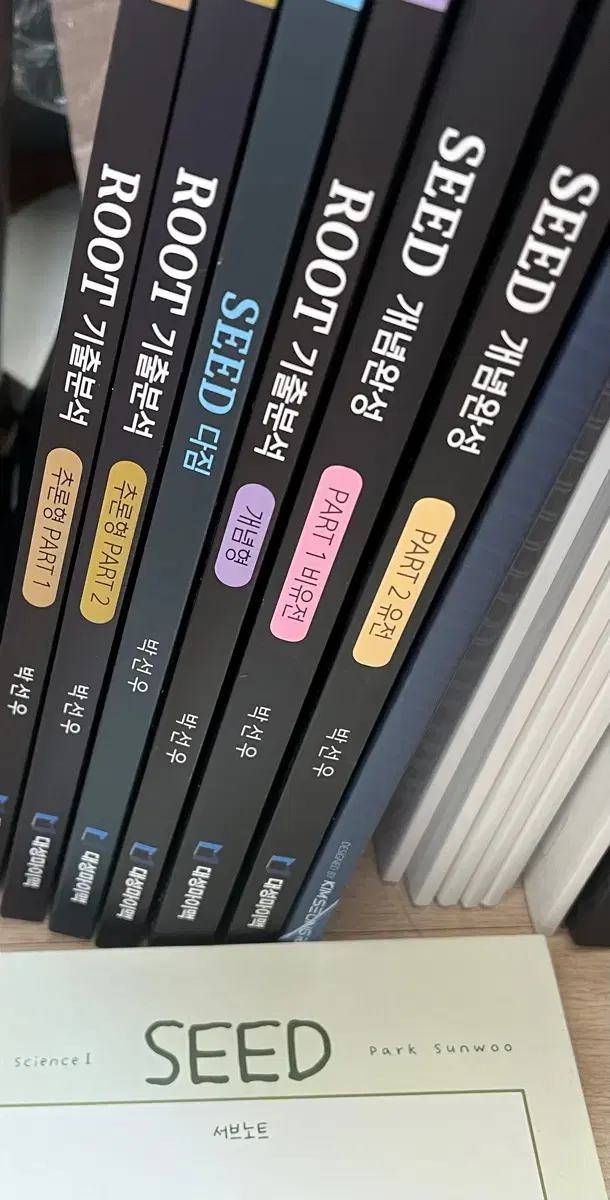 ROOT 기출분석 추론형 PART 1 박선우
ROOT 기출분석 추론형 PART 2 박선우 대성마이맥
SEED 다짐 박선우 대성마이맥
ROOT 기출분석 개념형 박선우 대성마이맥
SEED 개념완성 PART 1 비유전 박선우 대성마이맥
SEED 개념완성 PART 2 유전 박선우 대성마이맥
DESIGNED BY
Science I SEED Park Sunwoo
서브노트